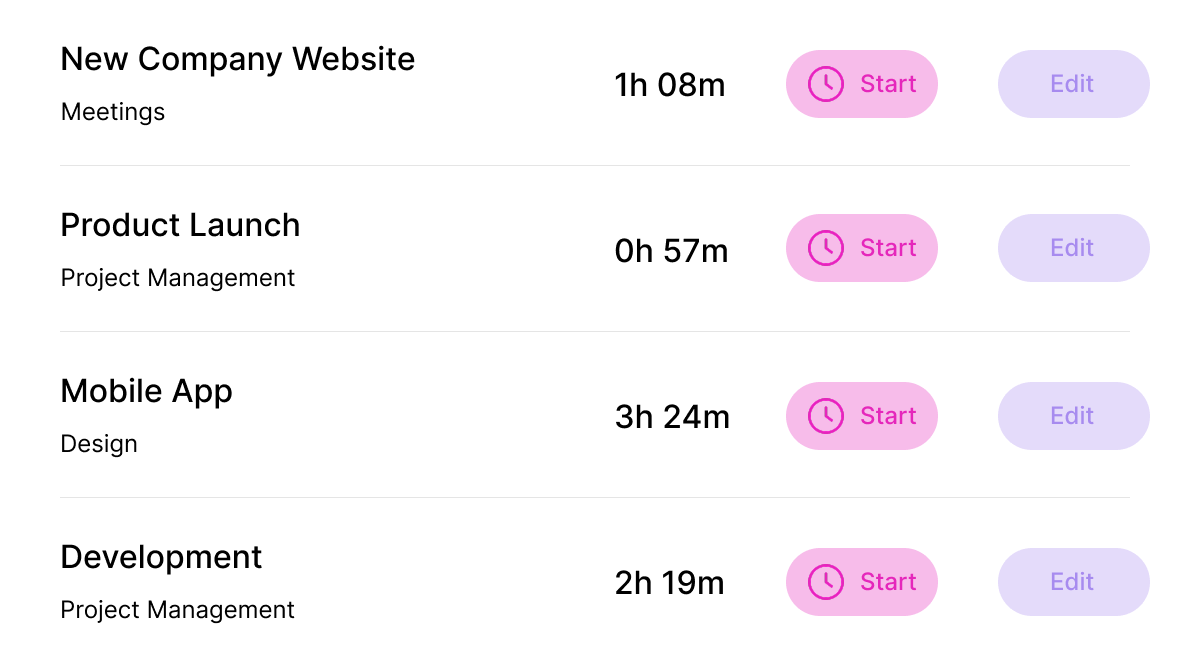 New Company Website
Meetings
1h 08m
Start
Edit
Product Launch
Project Management
0h 57m
Start
Edit
Mobile App
Design
3h 24m
Start
Edit
Development
Project Management
2h 19m
Start
Edit